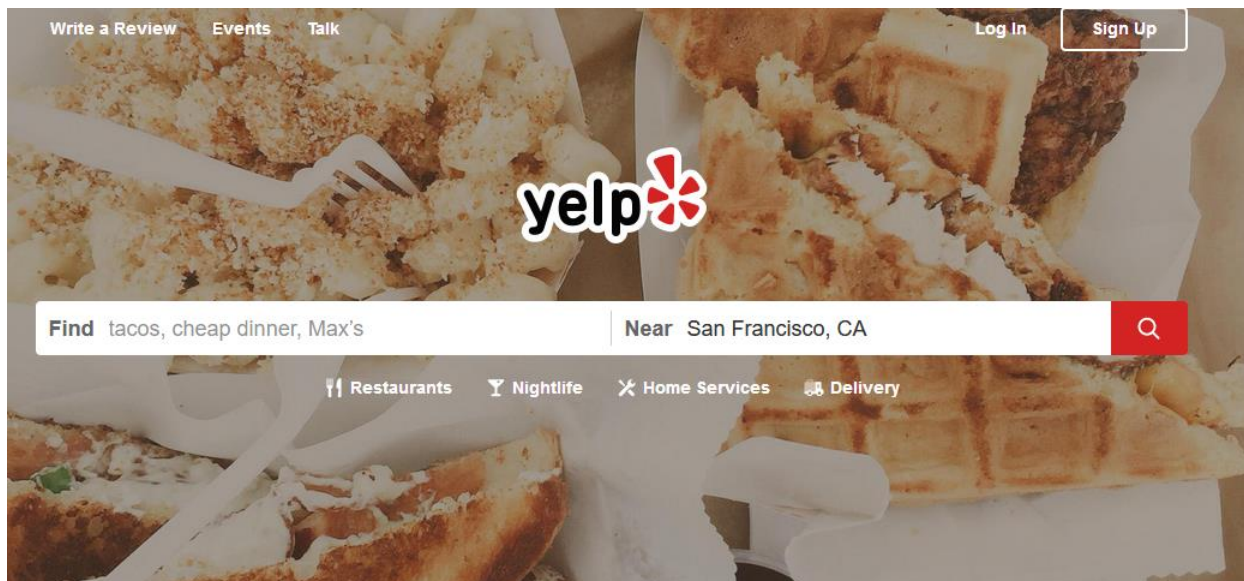 Write a Review Events Talk Log In Sign Up
yelp
Find tacos, cheap dinner, Max's Near San Francisco, CA
Restaurants Nightlife Home Services Delivery